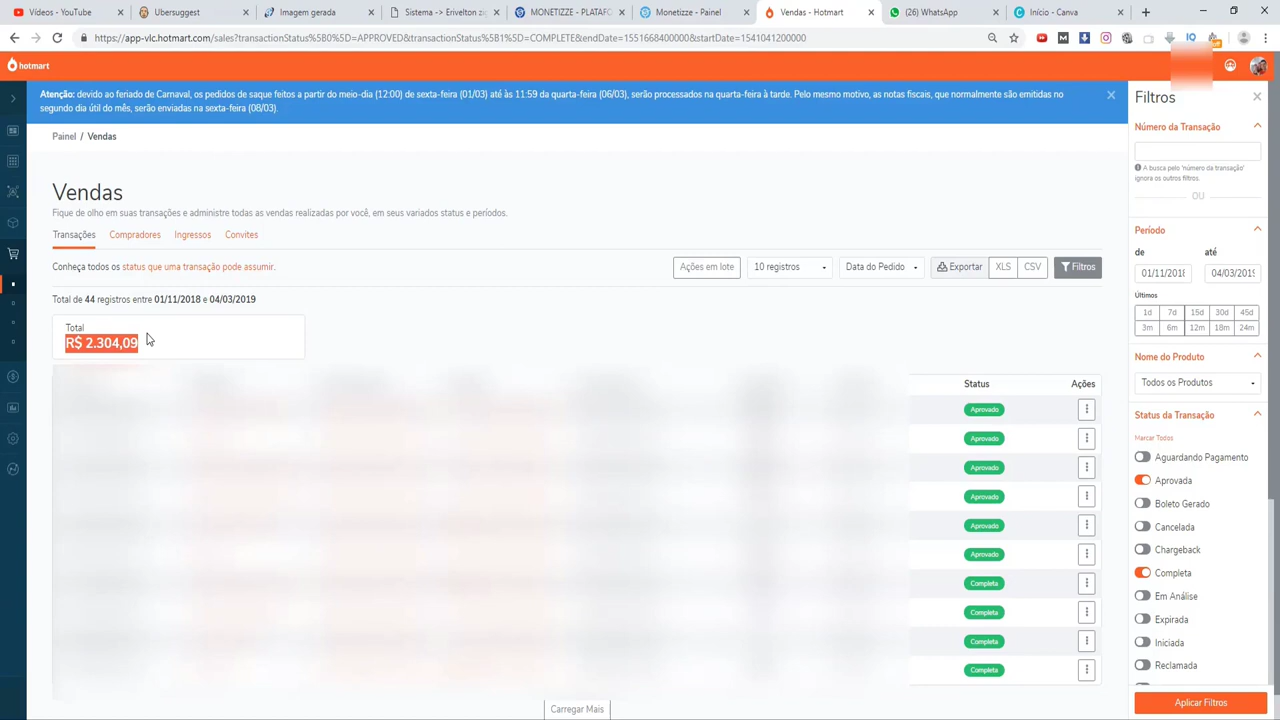 Vídeos - YouTube
Ubersuggest
Imagem gerada
Sistema -> Envelton zig
MONETIZZE - PLATAFO
Monetizze - Painel
Vendas - Hotmart
(26) WhatsApp
Início - Canva
https://app-vlc.hotmart.com/sales?transactionStatus%5B0%5D=APPROVED&transactionStatus%5B1%5D=COMPLETE&endDate=1551668400000&startDate=1541041200000
hotmart
Atenção: devido ao feriado de Carnaval, os pedidos de saque feitos a partir do meio-dia (12:00) de sexta-feira (01/03) até às 11:59 da quarta-feira (06/03), serão processados na quarta-feira à tarde. Pelo mesmo motivo, as notas fiscais, que normalmente são emitidas no
segundo dia útil do mês, serão enviadas na sexta-feira (08/03).
Painel / Vendas
Vendas
Fique de olho em suas transações e administre todas as vendas realizadas por você, em seus variados status e períodos.
Transações Compradores Ingressos Convites
Conheça todos os status que uma transação pode assumir.
Ações em lote 10 registros Data do Pedido Exportar XLS CSV Filtros
Total de 44 registros entre 01/11/2018 e 04/03/2019
Total
R$ 2.304,09
Status Ações
Aprovado
Aprovado
Aprovado
Aprovado
Aprovado
Aprovado
Completa
Completa
Completa
Completa
Carregar Mais
Filtros
Número da Transação
A busca pelo 'número da transação'
ignora os outros filtros.
OU
Período
de até
01/11/2018 04/03/2019
Últimos
1d 7d 15d 30d 45d
3m 6m 12m 18m 24m
Nome do Produto
Todos os Produtos
Status da Transação
Marcar Todos
Aguardando Pagamento
Aprovada
Boleto Gerado
Cancelada
Chargeback
Completa
Em Análise
Expirada
Iniciada
Reclamada
Aplicar Filtros